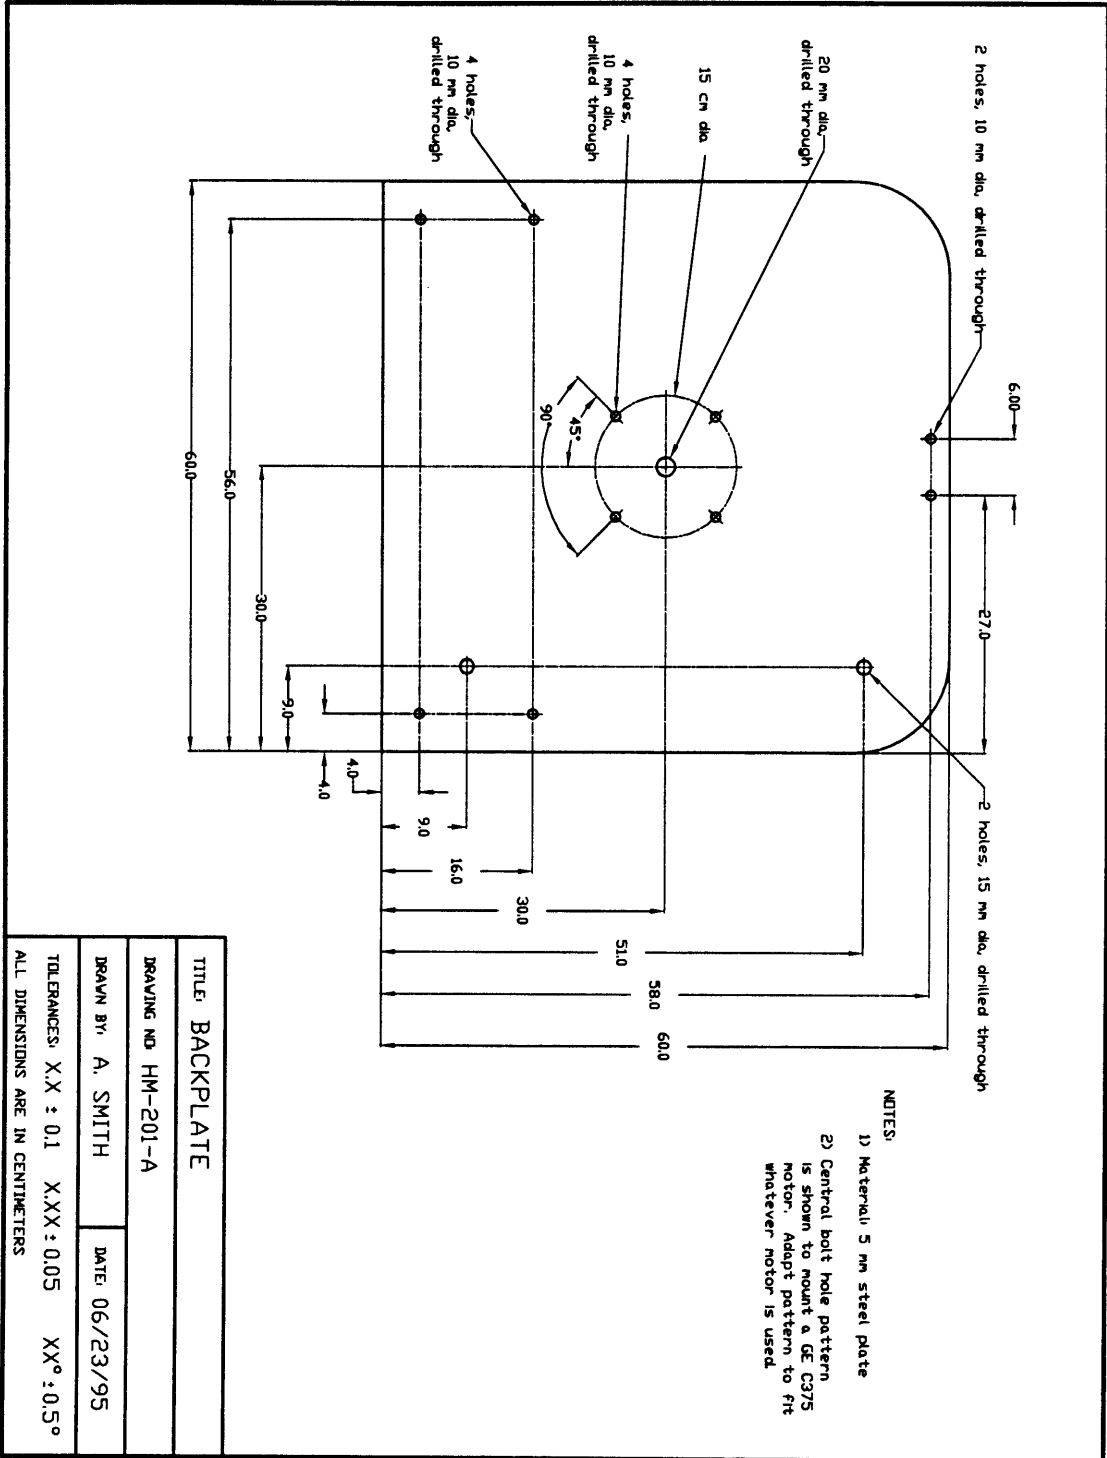 2 holes, 10 mm dia, drilled through
6.00
27.0
2 holes, 15 mm dia, drilled through
20 mm dia,
drilled through
15 cm dia
4 holes,
10 mm dia,
drilled through
4 holes,
10 mm dia,
drilled through
45°
90°
60.0
56.0
30.0
9.0
4.0
4.0
9.0
16.0
30.0
51.0
58.0
60.0
NOTES:
1) Material: 5 mm steel plate
2) Central bolt hole pattern
is shown to mount a GE C375
motor. Adapt pattern to fit
whatever motor is used.
TITLE: BACKPLATE
DRAWING NO: HM-201-A
DRAWN BY: A. SMITH
DATE: 06/23/95
TOLERANCES: X.X ± 0.1 X.XX ± 0.05 XX° ± 0.5°
ALL DIMENSIONS ARE IN CENTIMETERS